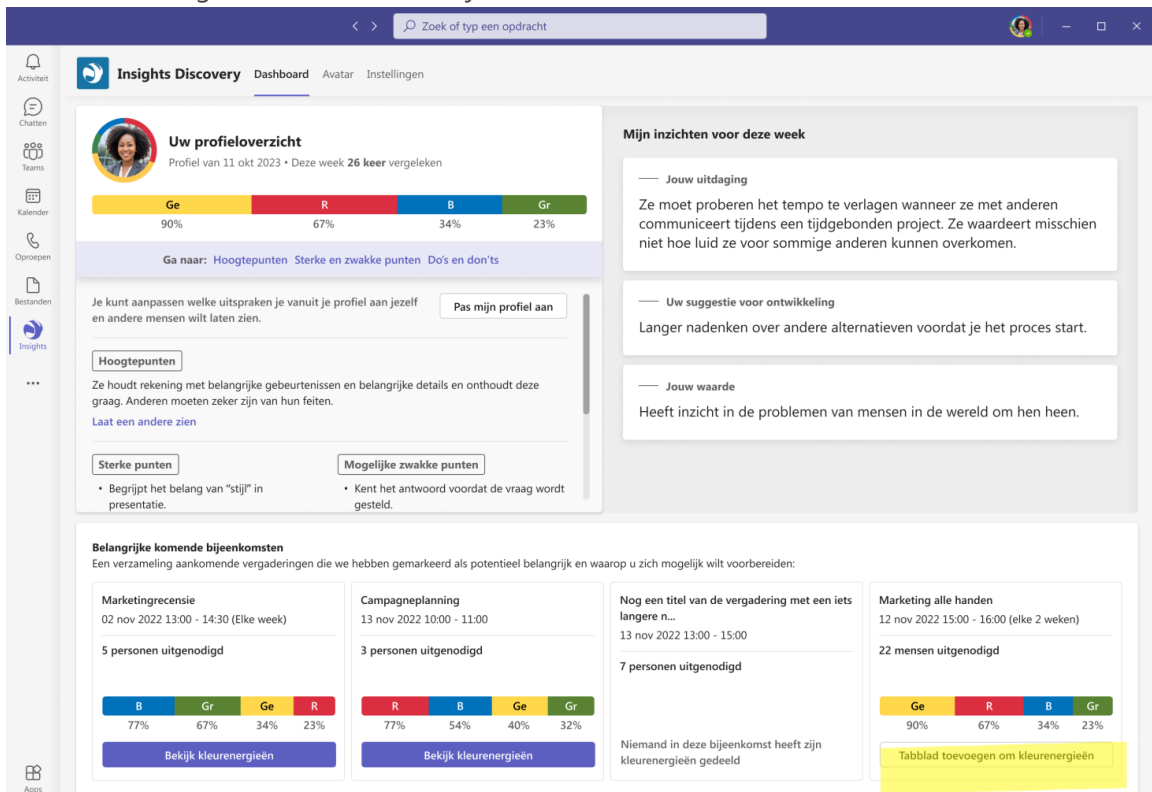 Zoek of typ een opdracht
Activiteit
Chatten
Teams
Kalender
Oproepen
Bestanden
Insights
Apps
Insights Discovery Dashboard Avatar Instellingen
Uw profieloverzicht
Profiel van 11 okt 2023 • Deze week 26 keer vergeleken
Ge R B Gr
90% 67% 34% 23%
Ga naar: Hoogtepunten Sterke en zwakke punten Do's en don'ts
Je kunt aanpassen welke uitspraken je vanuit je profiel aan jezelf
en andere mensen wilt laten zien.
Pas mijn profiel aan
Hoogtepunten
Ze houdt rekening met belangrijke gebeurtenissen en belangrijke details en onthoudt deze
graag. Anderen moeten zeker zijn van hun feiten.
Laat een andere zien
Sterke punten
• Begrijpt het belang van "stijl" in
presentatie.
Mogelijke zwakke punten
• Kent het antwoord voordat de vraag wordt
gesteld.
Mijn inzichten voor deze week
Jouw uitdaging
Ze moet proberen het tempo te verlagen wanneer ze met anderen
communiceert tijdens een tijdgebonden project. Ze waardeert misschien
niet hoe luid ze voor sommige anderen kunnen overkomen.
Uw suggestie voor ontwikkeling
Langer nadenken over andere alternatieven voordat je het proces start.
Jouw waarde
Heeft inzicht in de problemen van mensen in de wereld om hen heen.
Belangrijke komende bijeenkomsten
Een verzameling aankomende vergaderingen die we hebben gemarkeerd als potentieel belangrijk en waarop u zich mogelijk wilt voorbereiden:
Marketingrecensie
02 nov 2022 13:00 - 14:30 (Elke week)
5 personen uitgenodigd
B Gr Ge R
77% 67% 34% 23%
Bekijk kleurenergieën
Campagneplanning
13 nov 2022 10:00 - 11:00
3 personen uitgenodigd
R B Ge Gr
77% 54% 40% 32%
Bekijk kleurenergieën
Nog een titel van de vergadering met een iets
langere n...
13 nov 2022 13:00 - 15:00
7 personen uitgenodigd
Niemand in deze bijeenkomst heeft zijn
kleurenergieën gedeeld
Marketing alle handen
12 nov 2022 15:00 - 16:00 (elke 2 weken)
22 mensen uitgenodigd
Ge R B Gr
90% 67% 34% 23%
Tabblad toevoegen om kleurenergieën